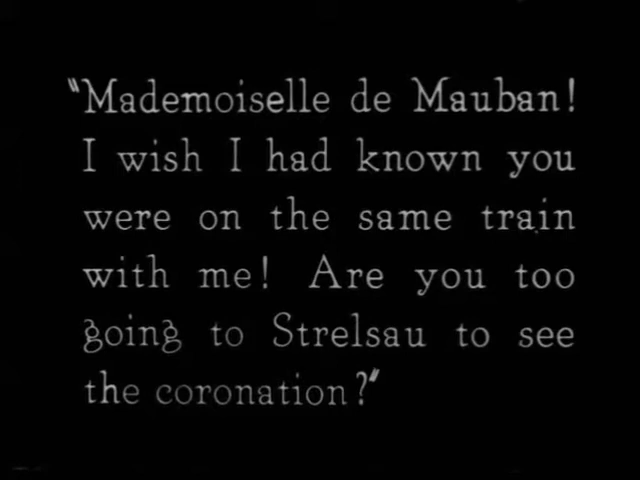 "Mademoiselle de Mauban!
I wish I had known you
were on the same train
with me! Are you too
going to Strelsau to see
the coronation?"